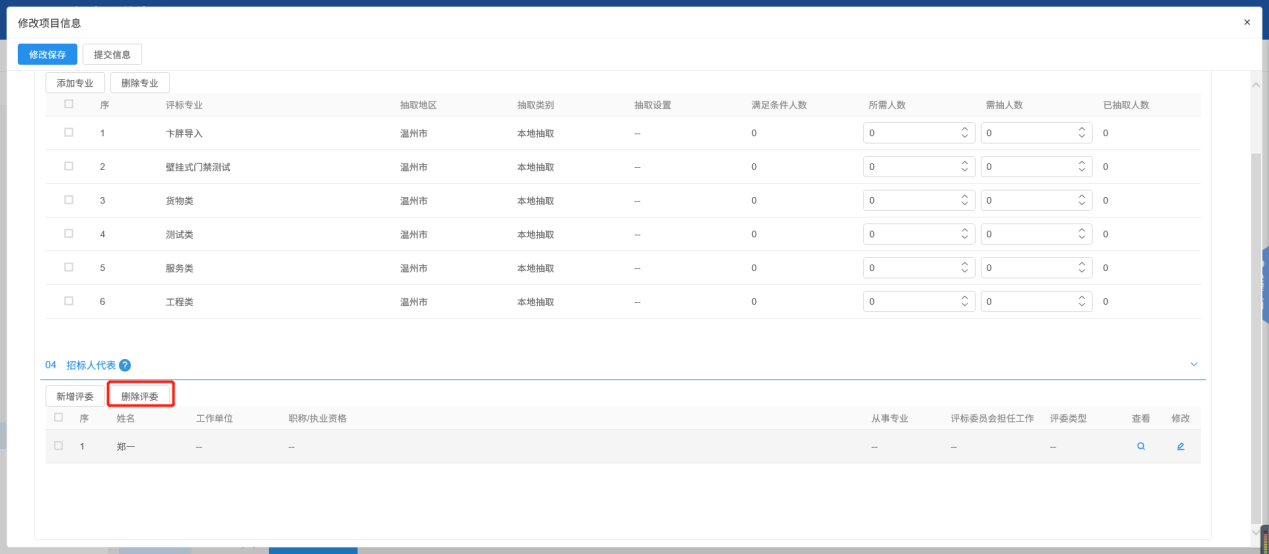 修改项目信息 ×
修改保存 提交信息
添加专业 删除专业
序 评标专业 抽取地区 抽取类别 抽取设置 满足条件人数 所需人数 需抽人数 已抽取人数
1 卞胖导入 温州市 本地抽取 -- 0 0 0 0
2 壁挂式门禁测试 温州市 本地抽取 -- 0 0 0 0
3 货物类 温州市 本地抽取 -- 0 0 0 0
4 测试类 温州市 本地抽取 -- 0 0 0 0
5 服务类 温州市 本地抽取 -- 0 0 0 0
6 工程类 温州市 本地抽取 -- 0 0 0 0
04 招标人代表 ?
新增评委 删除评委
序 姓名 工作单位 职称/执业资格 从事专业 评标委员会担任工作 评委类型 查看 修改
1 郑一 -- -- -- -- --